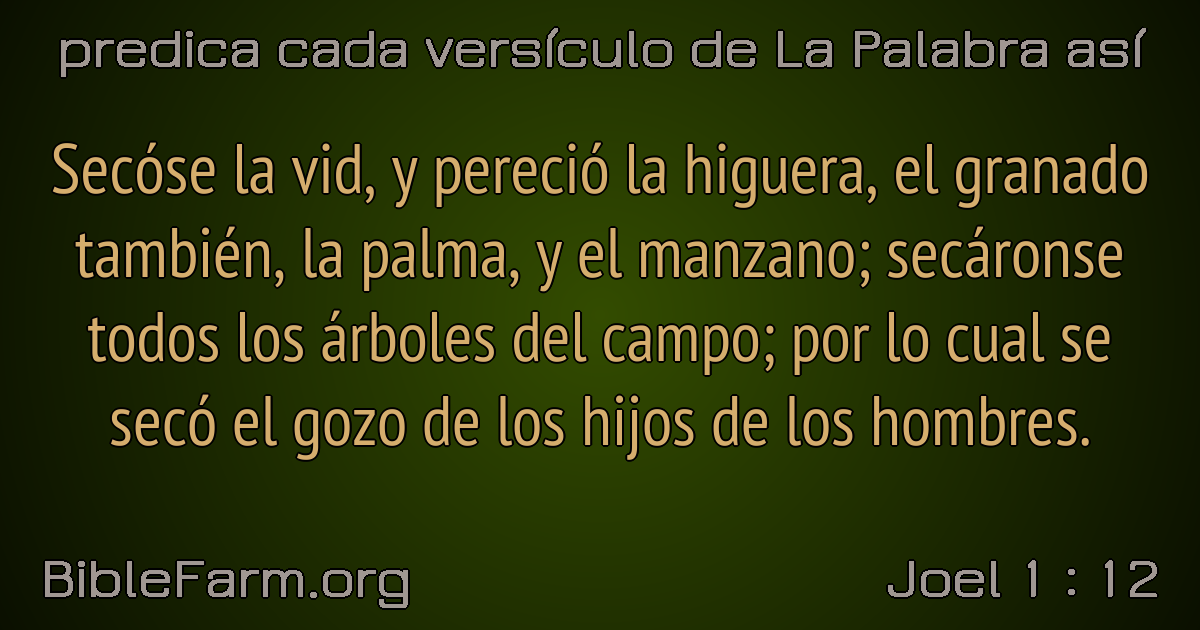 predica cada versículo de La Palabra así
Secóse la vid, y pereció la higuera, el granado
también, la palma, y el manzano; secáronse
todos los árboles del campo; por lo cual se
secó el gozo de los hijos de los hombres.
BibleFarm.org
Joel 1 : 12